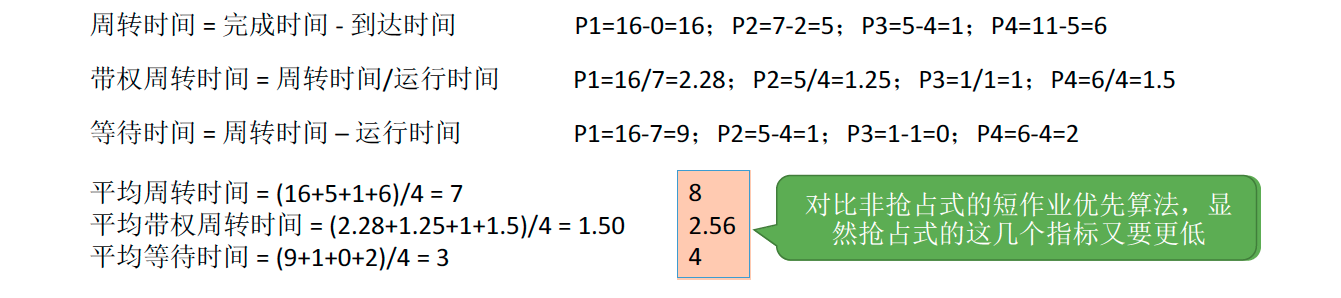 周转时间 = 完成时间 - 到达时间 P1=16-0=16；P2=7-2=5；P3=5-4=1；P4=11-5=6
带权周转时间 = 周转时间/运行时间 P1=16/7=2.28；P2=5/4=1.25；P3=1/1=1；P4=6/4=1.5
等待时间 = 周转时间 – 运行时间 P1=16-7=9；P2=5-4=1；P3=1-1=0；P4=6-4=2
平均周转时间 = (16+5+1+6)/4 = 7
平均带权周转时间 = (2.28+1.25+1+1.5)/4 = 1.50
平均等待时间 = (9+1+0+2)/4 = 3
8
2.56
4
对比非抢占式的短作业优先算法，显
然抢占式的这几个指标又要更低